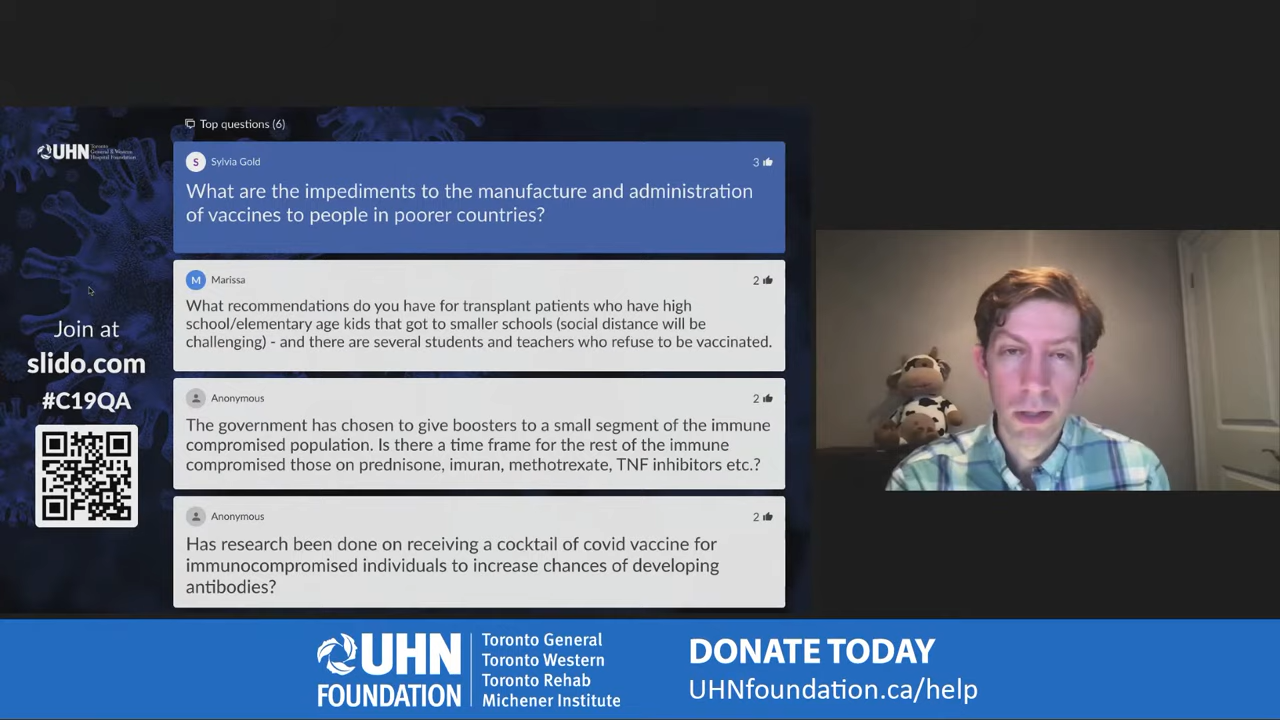 Top questions (6)
UHN Toronto General & Western Hospital Foundation
S Sylvia Gold 3
What are the impediments to the manufacture and administration
of vaccines to people in poorer countries?
M Marissa 2
What recommendations do you have for transplant patients who have high
school/elementary age kids that got to smaller schools (social distance will be
challenging) - and there are several students and teachers who refuse to be vaccinated.
Join at
slido.com
#C19QA
Anonymous 2
The government has chosen to give boosters to a small segment of the immune
compromised population. Is there a time frame for the rest of the immune
compromised those on prednisone, imuran, methotrexate, TNF inhibitors etc.?
Anonymous 2
Has research been done on receiving a cocktail of covid vaccine for
immunocompromised individuals to increase chances of developing
antibodies?
UHN
FOUNDATION
Toronto General
Toronto Western
Toronto Rehab
Michener Institute
DONATE TODAY
UHNfoundation.ca/help